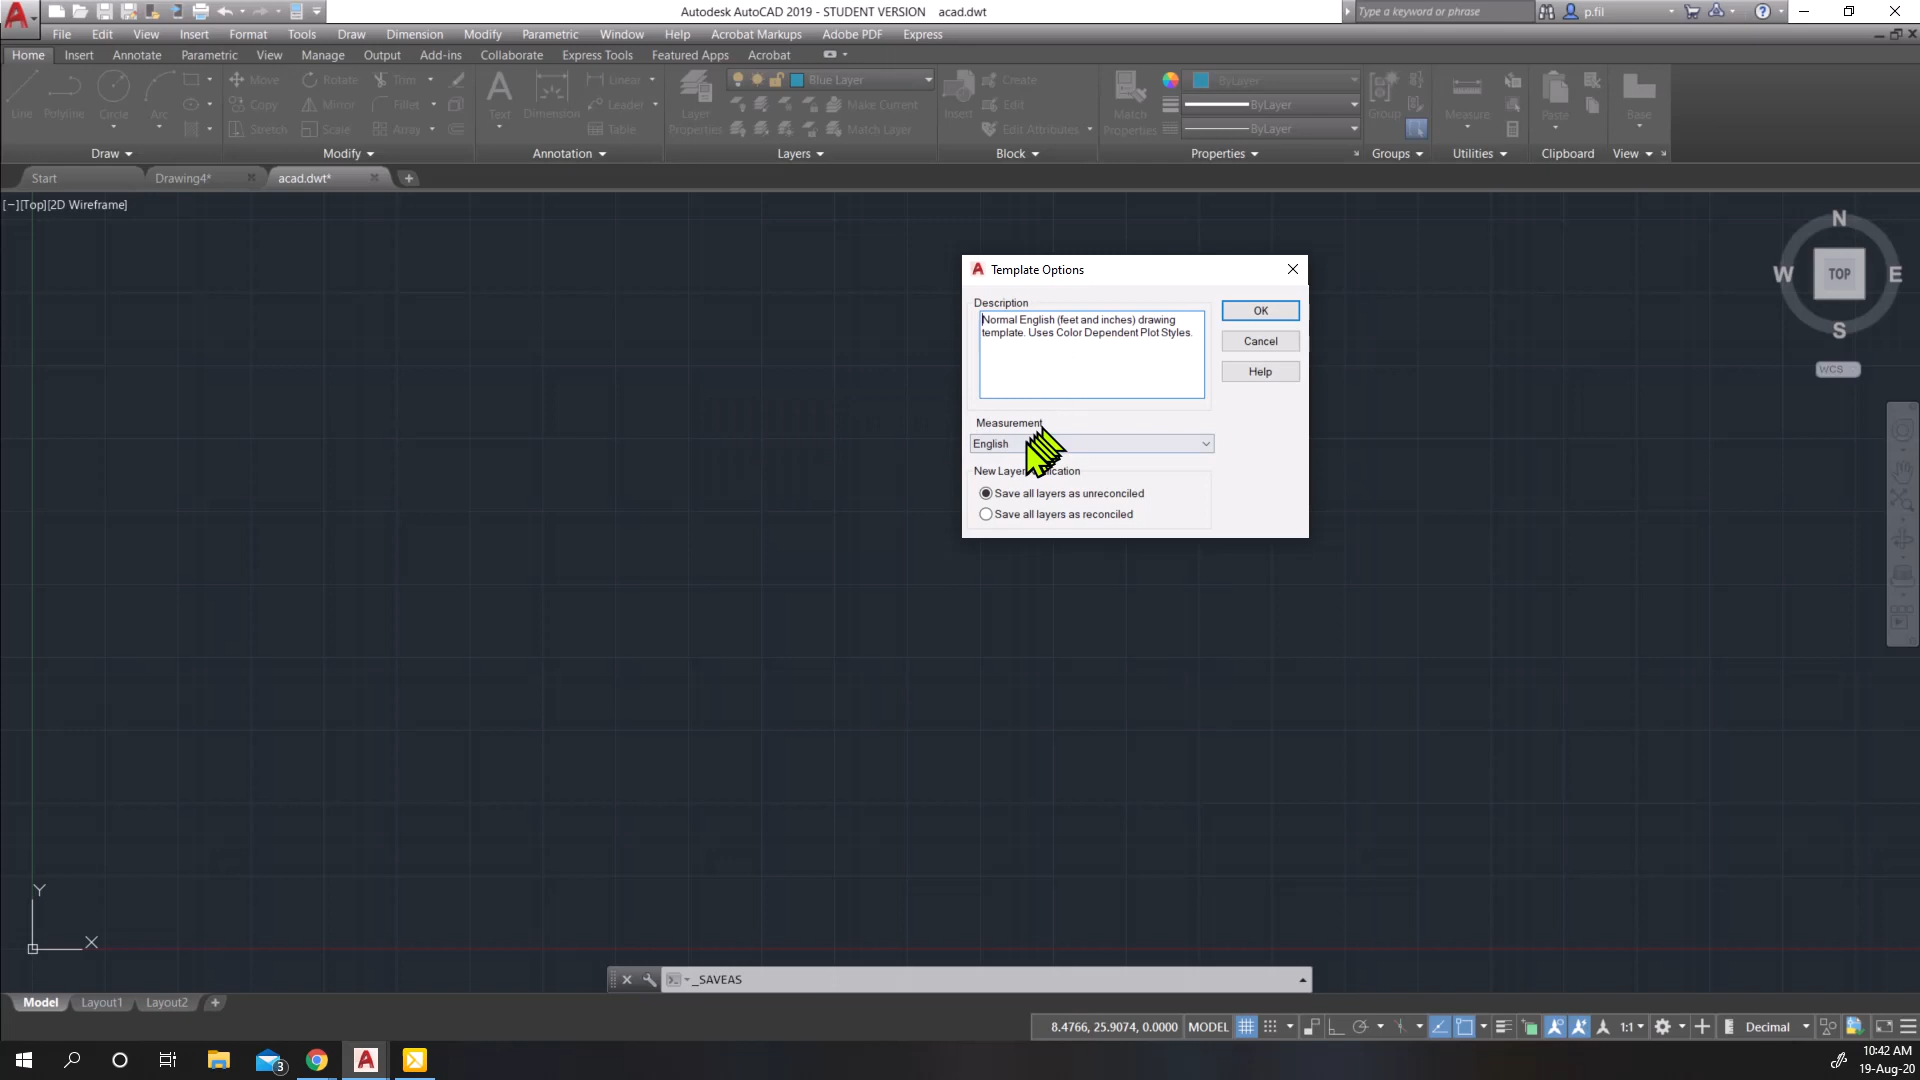 Autodesk AutoCAD 2019 - STUDENT VERSION acad.dwt
Type a keyword or phrase
p.fil
File Edit View Insert Format Tools Draw Dimension Modify Parametric Window Help Acrobat Markups Adobe PDF Express
Home Insert Annotate Parametric View Manage Output Add-ins Collaborate Express Tools Featured Apps Acrobat
Line Polyline Circle Arc
Move Rotate Trim
Copy Mirror Fillet
Stretch Scale Array
Text Dimension
Linear
Leader
Table
Layer Properties
Blue Layer
Make Current
Match Layer
Insert
Create
Edit
Edit Attributes
Match Properties
ByLayer
ByLayer
ByLayer
Group
Measure
Paste
Base
Draw Modify Annotation Layers Block Properties Groups Utilities Clipboard View
Start Drawing4* acad.dwt*
[−][Top][2D Wireframe]
N
W TOP E
S
WCS
Template Options
Description
Normal English (feet and inches) drawing
template. Uses Color Dependent Plot Styles.
OK
Cancel
Help
Measurement
English
New Layer
Save all layers as unreconciled
Save all layers as reconciled
Y
X
_SAVEAS
Model Layout1 Layout2
8.4766, 25.9074, 0.0000 MODEL 1:1 Decimal
3
10:42 AM
19-Aug-20